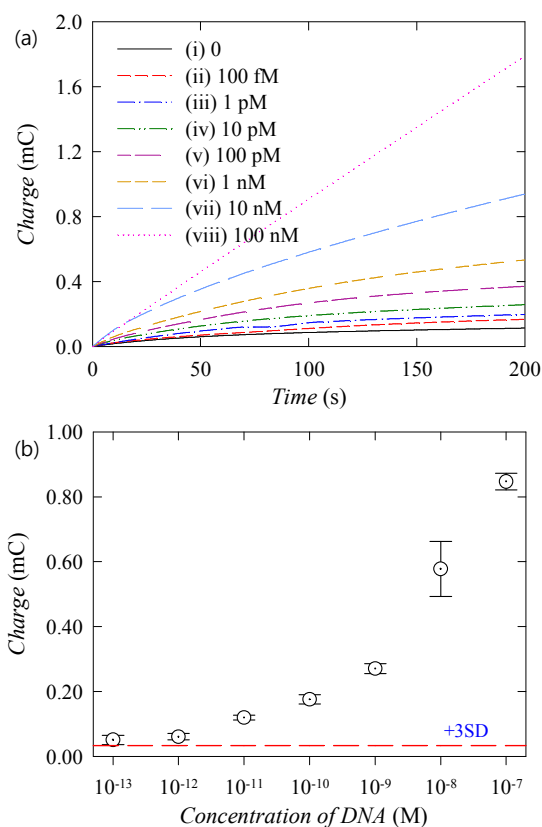 (a)
2.0
1.6
1.2
0.8
0.4
0.0
Charge (mC)
(i) 0
(ii) 100 fM
(iii) 1 pM
(iv) 10 pM
(v) 100 pM
(vi) 1 nM
(vii) 10 nM
(viii) 100 nM
0 50 100 150 200
Time (s)
(b)
1.00
0.80
0.60
0.40
0.20
0.00
Charge (mC)
+3SD
10⁻¹³ 10⁻¹² 10⁻¹¹ 10⁻¹⁰ 10⁻⁹ 10⁻⁸ 10⁻⁷
Concentration of DNA (M)